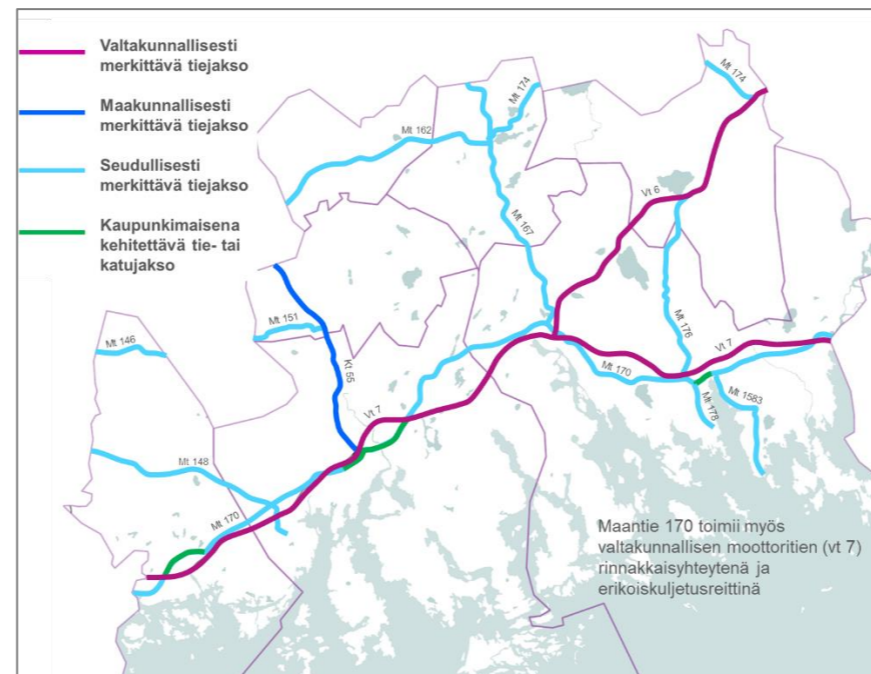 Valtakunnallisesti
merkittävä tiejakso
Maakunnallisesti
merkittävä tiejakso
Seudullisesti
merkittävä tiejakso
Kaupunkimaisena
kehitettävä tie- tai
katujakso
Mt 174
Mt 174
Mt 162
Vt 6
Mt 167
Mt 151
Mt 146
Kt 55
Mt 176
Vt 7
Mt 170
Vt 7
Mt 178
Mt 1583
Mt 148
Mt 170
Maantie 170 toimii myös
valtakunnallisen moottoritien (vt 7)
rinnakkaisyhteytenä ja
erikoiskuljetusreittinä